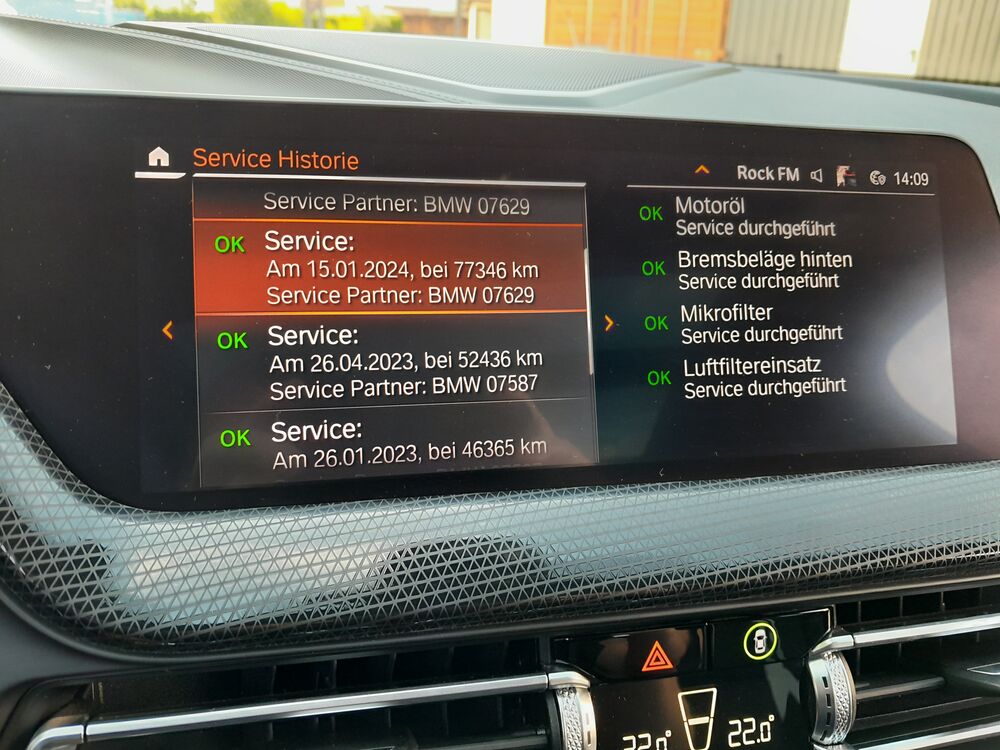 Service Historie
Rock FM 14:09
Service Partner: BMW 07629
OK Service:
Am 15.01.2024, bei 77346 km
Service Partner: BMW 07629
OK Service:
Am 26.04.2023, bei 52436 km
Service Partner: BMW 07587
OK Service:
Am 26.01.2023, bei 46365 km
OK Motoröl
Service durchgeführt
OK Bremsbeläge hinten
Service durchgeführt
OK Mikrofilter
Service durchgeführt
OK Luftfiltereinsatz
Service durchgeführt
22.0°